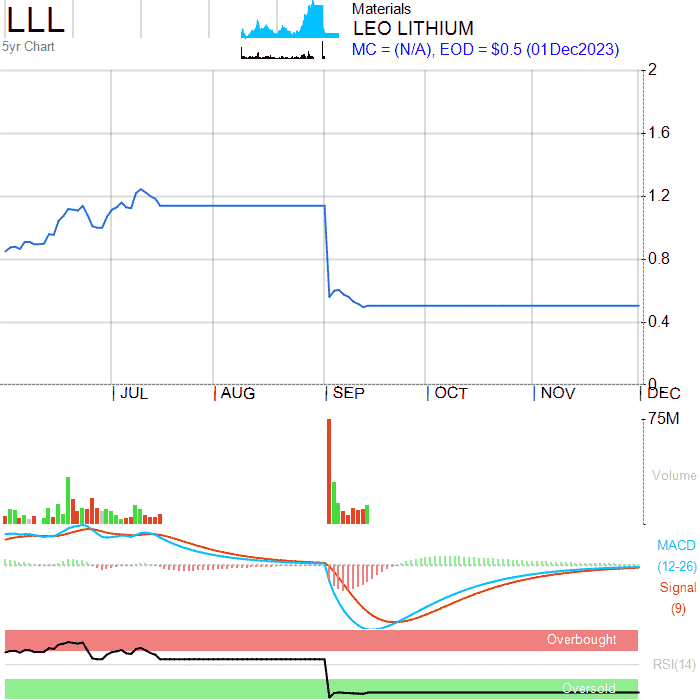 LLL
5yr Chart
Materials
LEO LITHIUM
MC = (N/A), EOD = $0.5 (01Dec2023)
2
1.6
1.2
0.8
0.4
0
JUL AUG SEP OCT NOV DEC
75M
Volume
MACD
(12-26)
Signal
(9)
Overbought
RSI(14)
Oversold